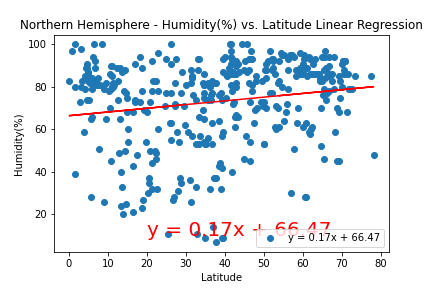 Northern Hemisphere - Humidity(%) vs. Latitude Linear Regression
100
80
60
40
20
Humidity(%)
y = 0.17x + 66.47
y = 0.17x + 66.47
0 10 20 30 40 50 60 70 80
Latitude